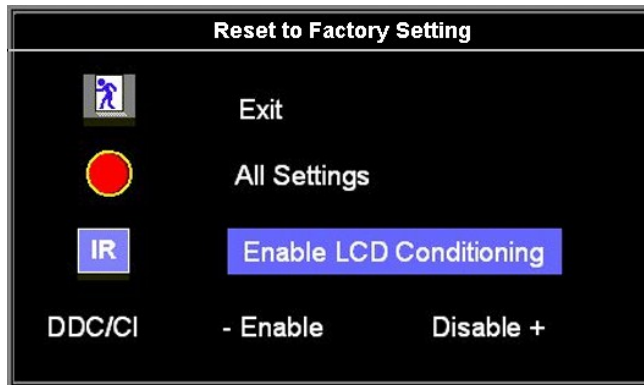 Reset to Factory Setting
Exit
All Settings
IR Enable LCD Conditioning
DDC/CI - Enable Disable +